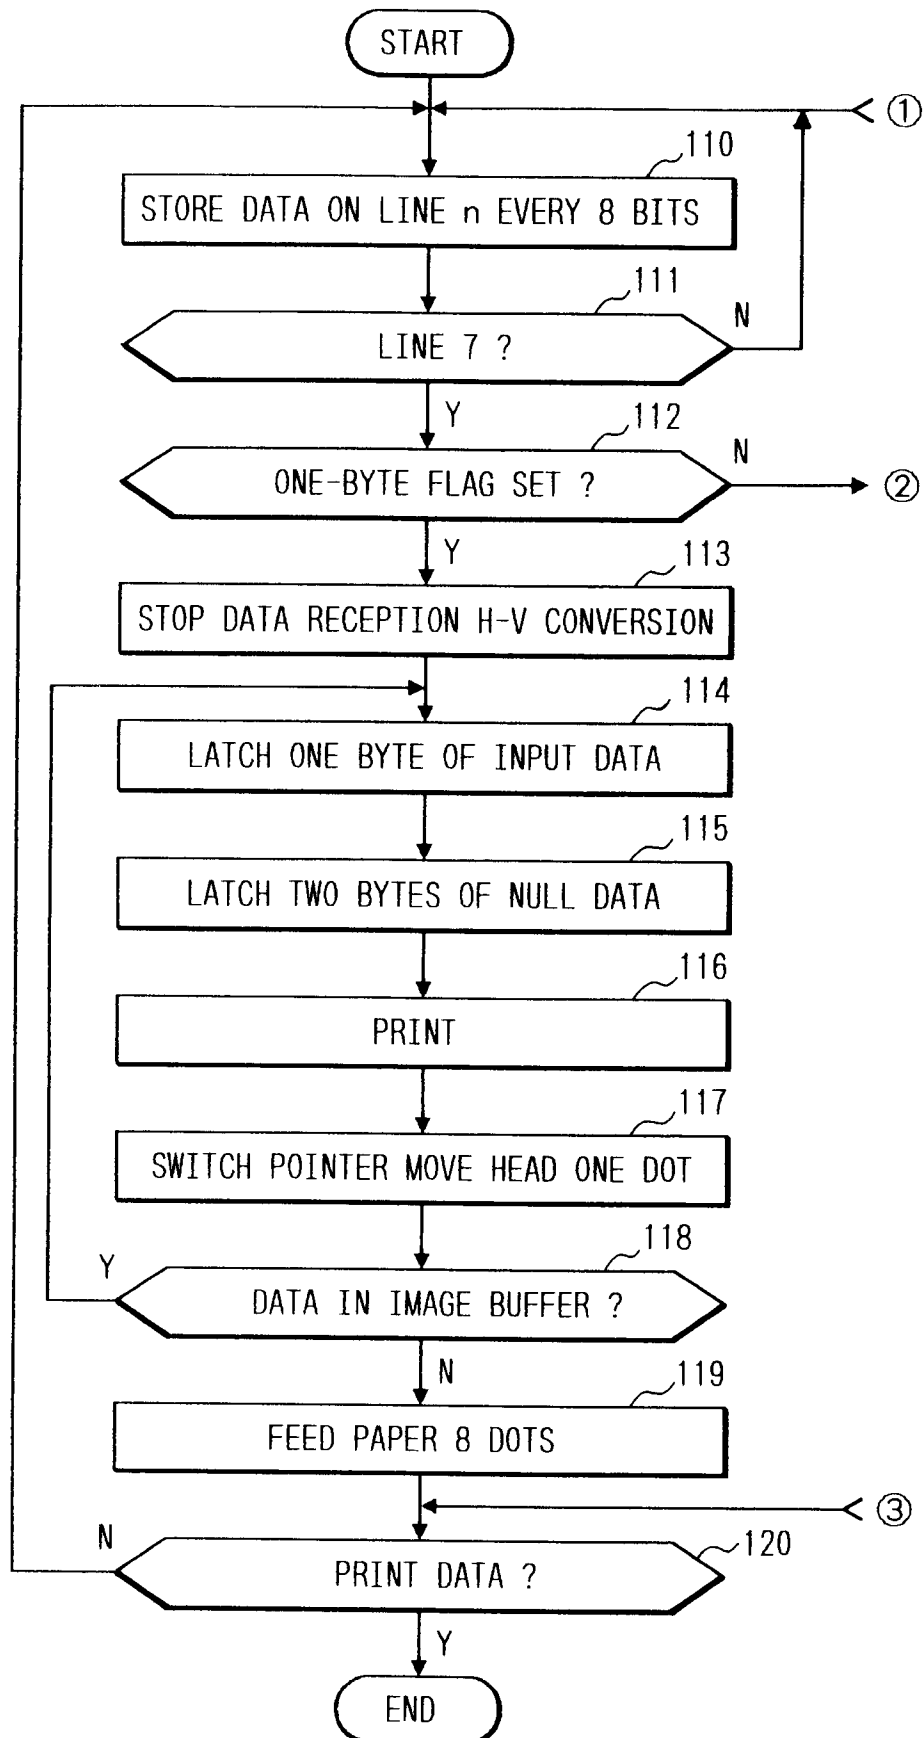 START
①
110
STORE DATA ON LINE n EVERY 8 BITS
111
LINE 7 ?
N
Y
112
ONE-BYTE FLAG SET ?
N
②
Y
113
STOP DATA RECEPTION H-V CONVERSION
114
LATCH ONE BYTE OF INPUT DATA
115
LATCH TWO BYTES OF NULL DATA
116
PRINT
117
SWITCH POINTER MOVE HEAD ONE DOT
118
Y
DATA IN IMAGE BUFFER ?
N
119
FEED PAPER 8 DOTS
③
N
120
PRINT DATA ?
Y
END